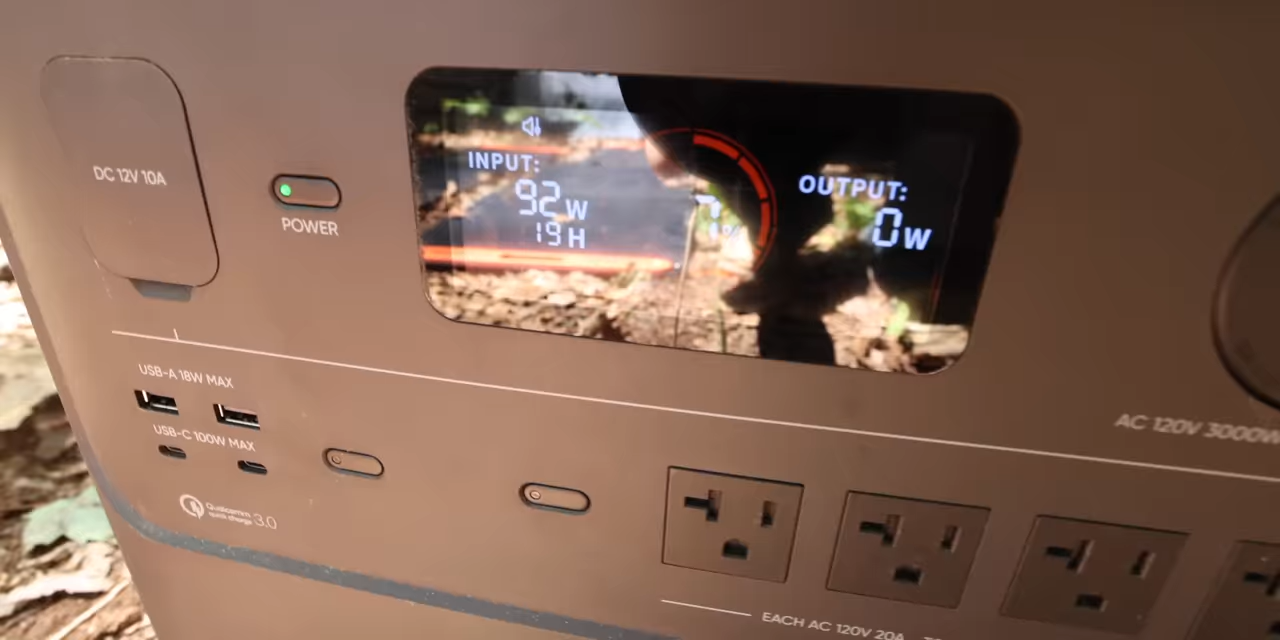 DC 12V 10A
POWER
INPUT:
92W
19H
OUTPUT:
0W
USB-A 18W MAX
USB-C 100W MAX
Qualcomm
quick charge 3.0
AC 120V 3000W
EACH AC 120V 20A